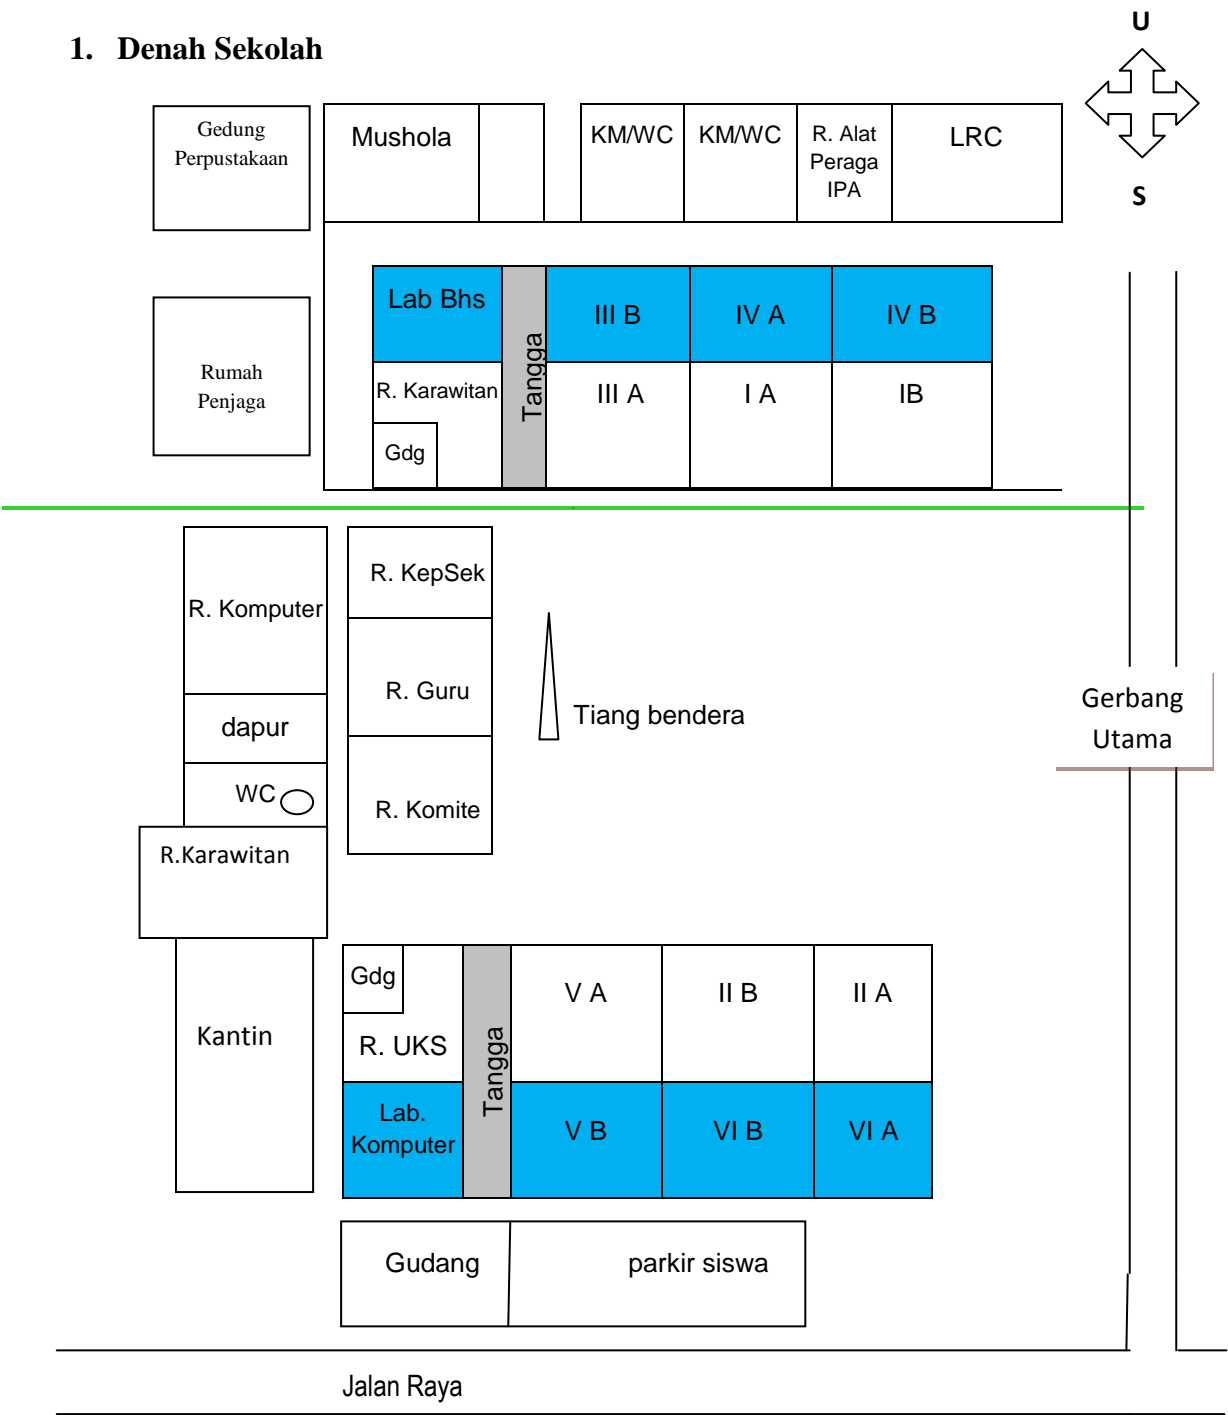 U
1. Denah Sekolah
Gedung
Perpustakaan
Mushola
KM/WC
KM/WC
R. Alat
Peraga
IPA
LRC
S
Lab Bhs
Tangga
III B
IV A
IV B
Rumah
Penjaga
R. Karawitan
III A
I A
IB
Gdg
R. Komputer
R. KepSek
R. Guru
dapur
Tiang bendera
Gerbang
Utama
WC
R. Komite
R.Karawitan
Gdg
V A
II B
II A
Kantin
R. UKS
Tangga
Lab.
Komputer
V B
VI B
VI A
Gudang
parkir siswa
Jalan Raya